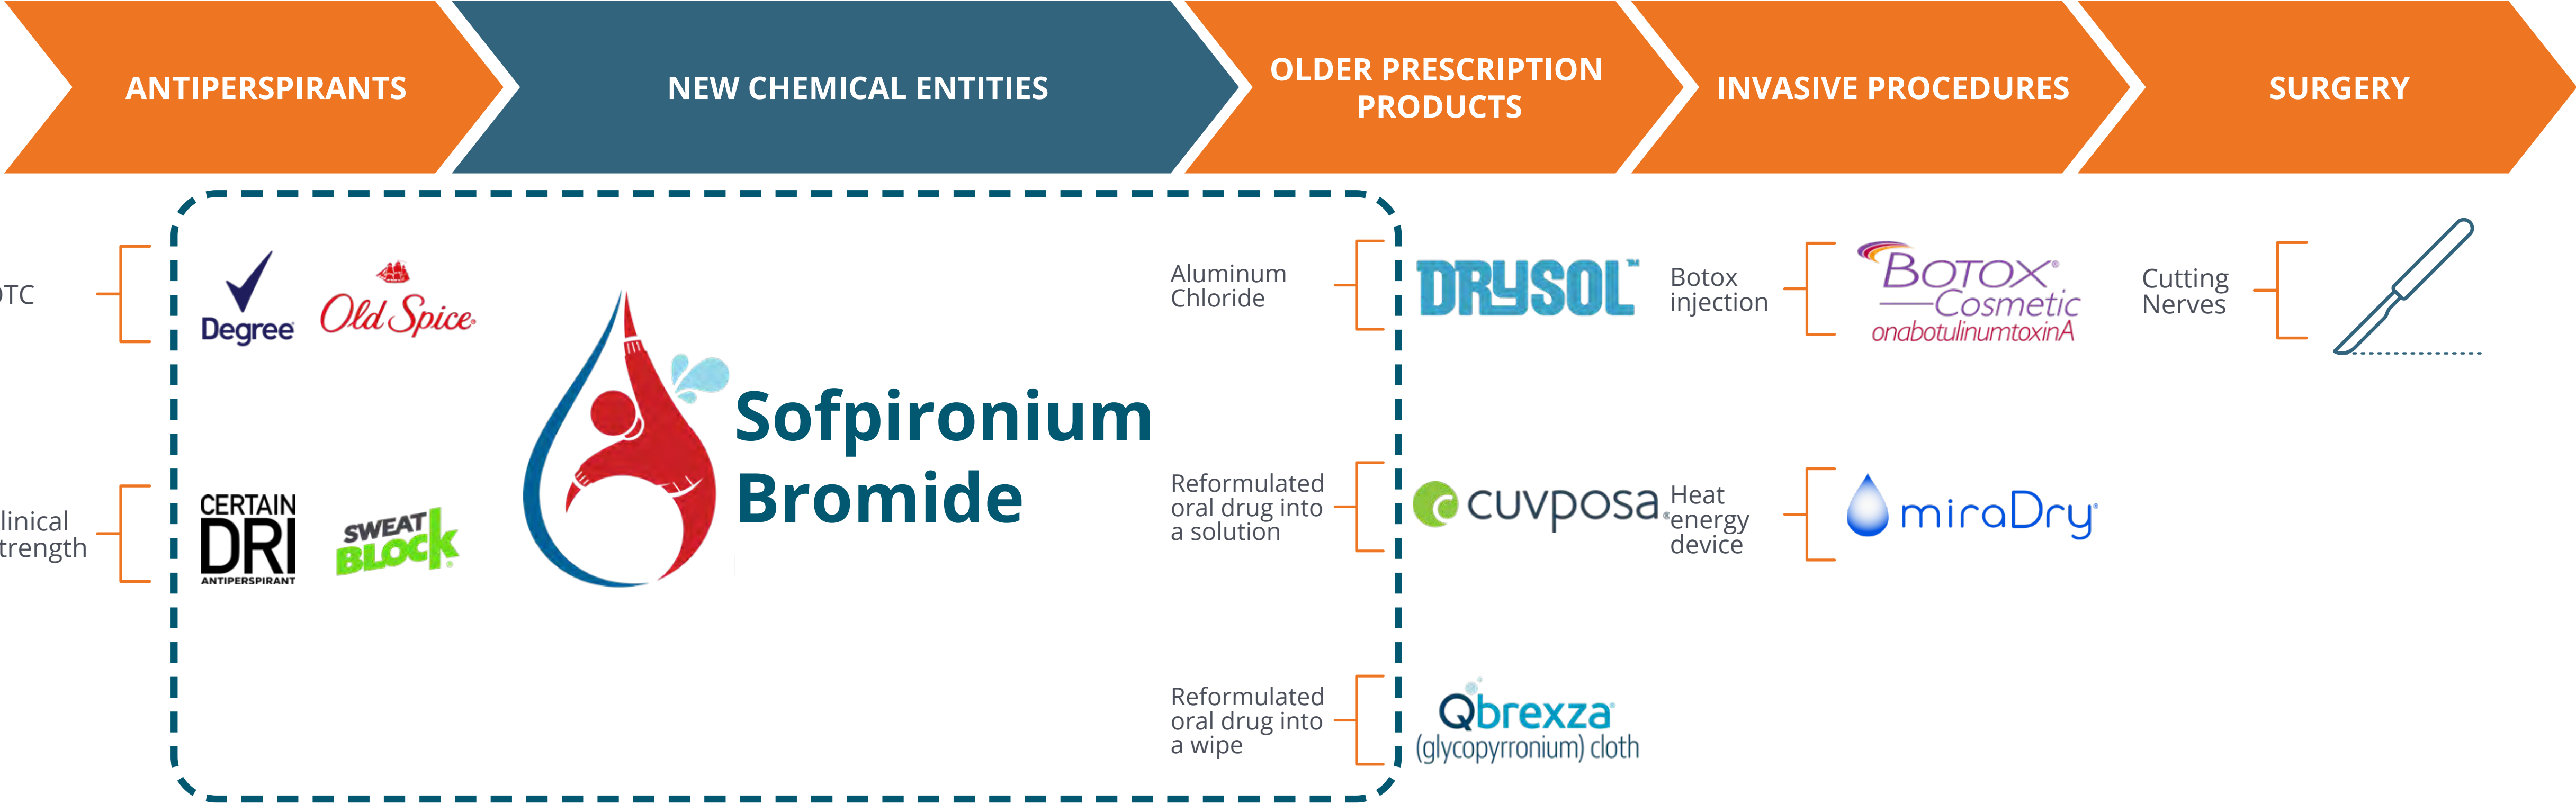 ANTIPERSPIRANTS
NEW CHEMICAL ENTITIES
OLDER PRESCRIPTION
PRODUCTS
INVASIVE PROCEDURES
SURGERY
TC
Degree
Old Spice
linical
trength
CERTAIN
DRI
ANTIPERSPIRANT
SWEAT
BLOCK
Sofpironium
Bromide
Aluminum
Chloride
DRYSOL™
Reformulated
oral drug into
a solution
cuvposa
Reformulated
oral drug into
a wipe
Qbrexza
(glycopyrronium) cloth
Botox
injection
BOTOX®
Cosmetic
onabotulinumtoxinA
Heat
energy
device
miraDry
Cutting
Nerves